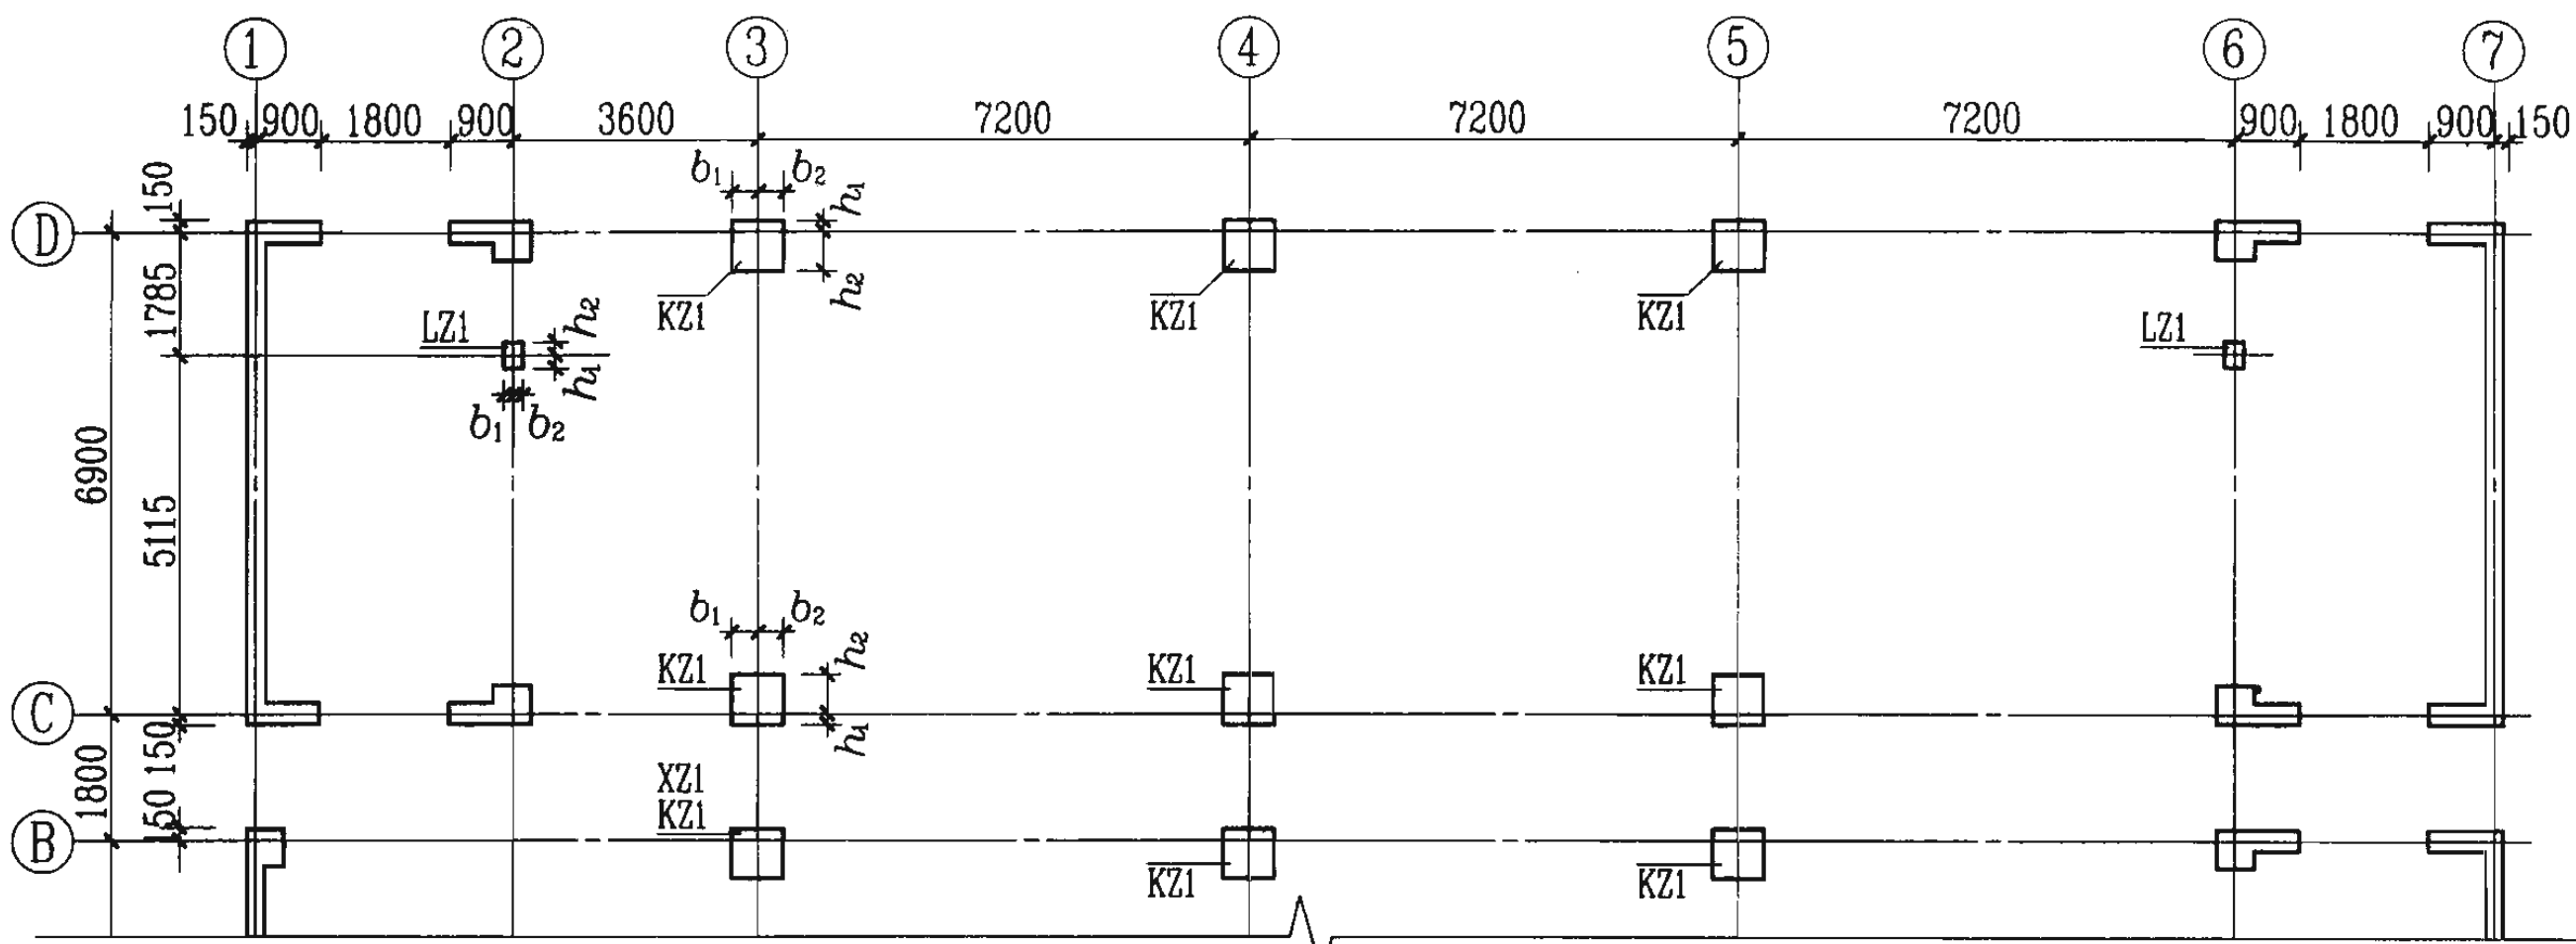 1 2 3 4 5 6 7
150 900 1800 900 3600 7200 7200 7200 900 1800 900 150
b₁ b₂ h₁
150
D
h₂
KZ1 KZ1 KZ1
1785
LZ1 h₂ LZ1
h₁
b₁ b₂
6900
5115
b₁ b₂
KZ1 h₂ KZ1 KZ1
C
h₁
150
1800
XZ1
KZ1
150
B
KZ1 KZ1